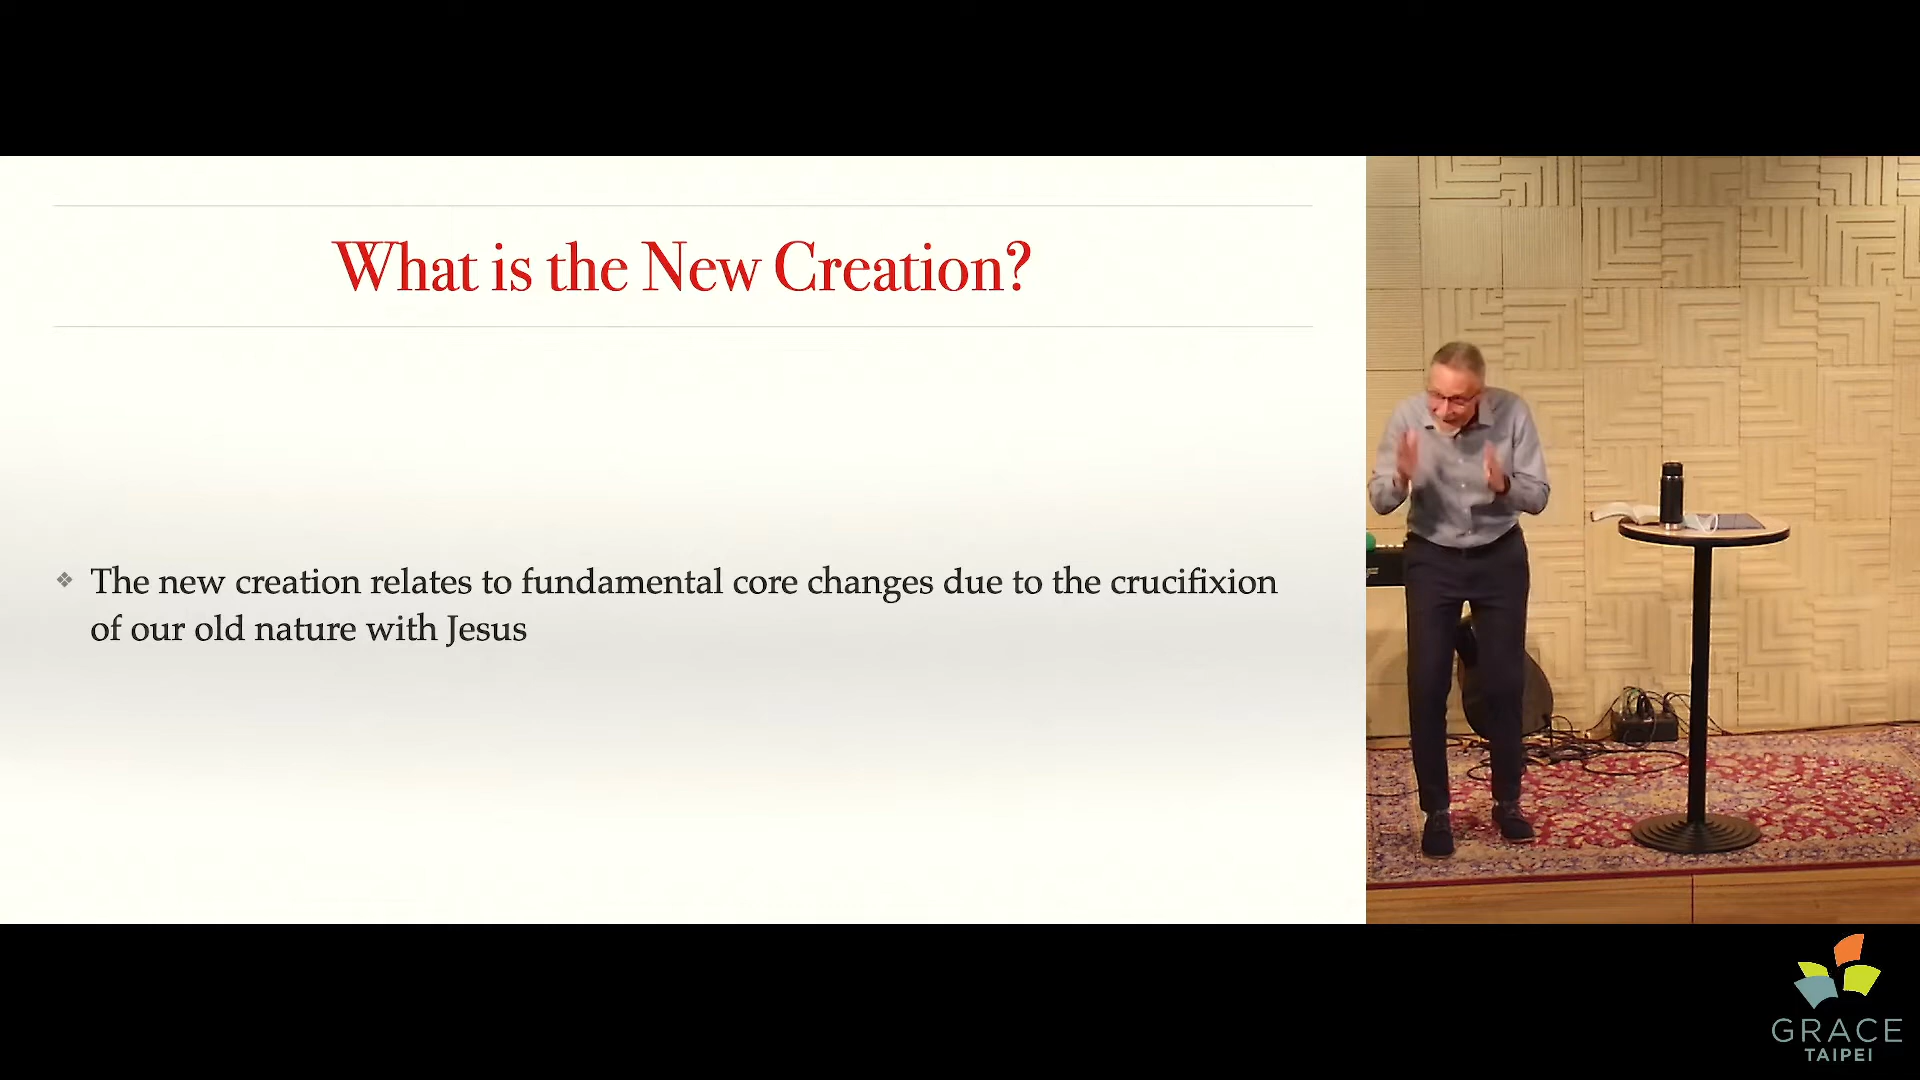 What is the New Creation?
❖ The new creation relates to fundamental core changes due to the crucifixion
of our old nature with Jesus
GRACE
TAIPEI